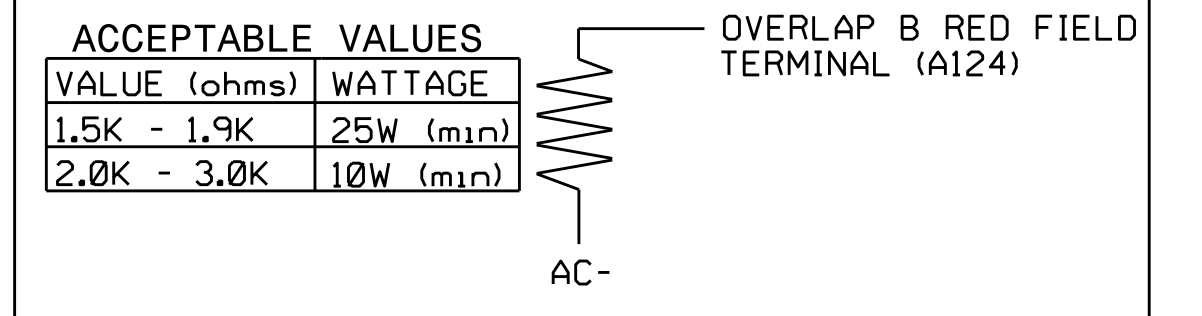 ACCEPTABLE VALUES
VALUE (ohms) WATTAGE
1.5K - 1.9K 25W (min)
2.0K - 3.0K 10W (min)
OVERLAP B RED FIELD
TERMINAL (A124)
AC-